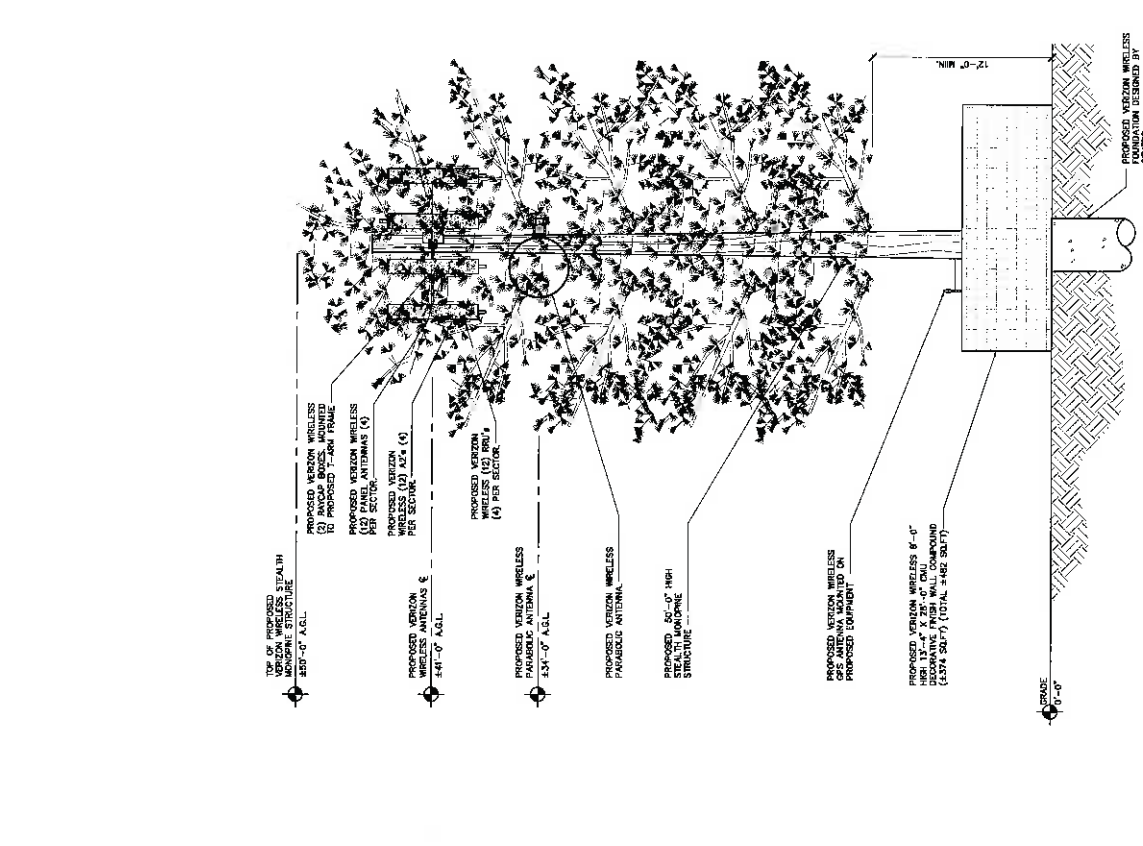 TOP OF PROPOSED
VERIZON WIRELESS STEALTH
MONOPINE STRUCTURE
±50'-0" A.G.L.
PROPOSED VERIZON WIRELESS
(2) RAYCAP BOXES, MOUNTED
TO PROPOSED T-ARM FRAME
PROPOSED VERIZON WIRELESS
(12) PANEL ANTENNAS (4)
PER SECTOR.
PROPOSED VERIZON
WIRELESS (12) A2's (4)
PER SECTOR.
PROPOSED VERIZON
WIRELESS ANTENNAS ℄
±41'-0" A.G.L.
PROPOSED VERIZON
WIRELESS (12) RRU's
(4) PER SECTOR.
PROPOSED VERIZON WIRELESS
PARABOLIC ANTENNA ℄
±34'-0" A.G.L.
PROPOSED VERIZON WIRELESS
PARABOLIC ANTENNA.
PROPOSED 50'-0" HIGH
STEALTH MONOPINE
STRUCTURE
PROPOSED VERIZON WIRELESS
GPS ANTENNA MOUNTED ON
PROPOSED EQUIPMENT
PROPOSED VERIZON WIRELESS 8'-0"
HIGH 13'-4" X 28'-0" CMU
DECORATIVE FINISH WALL COMPOUND
(±374 SQ.FT) (TOTAL ±482 SQ.FT)
12'-0" MIN.
GRADE
0'-0"
PROPOSED VERIZON WIRELESS
FOUNDATION DESIGNED BY